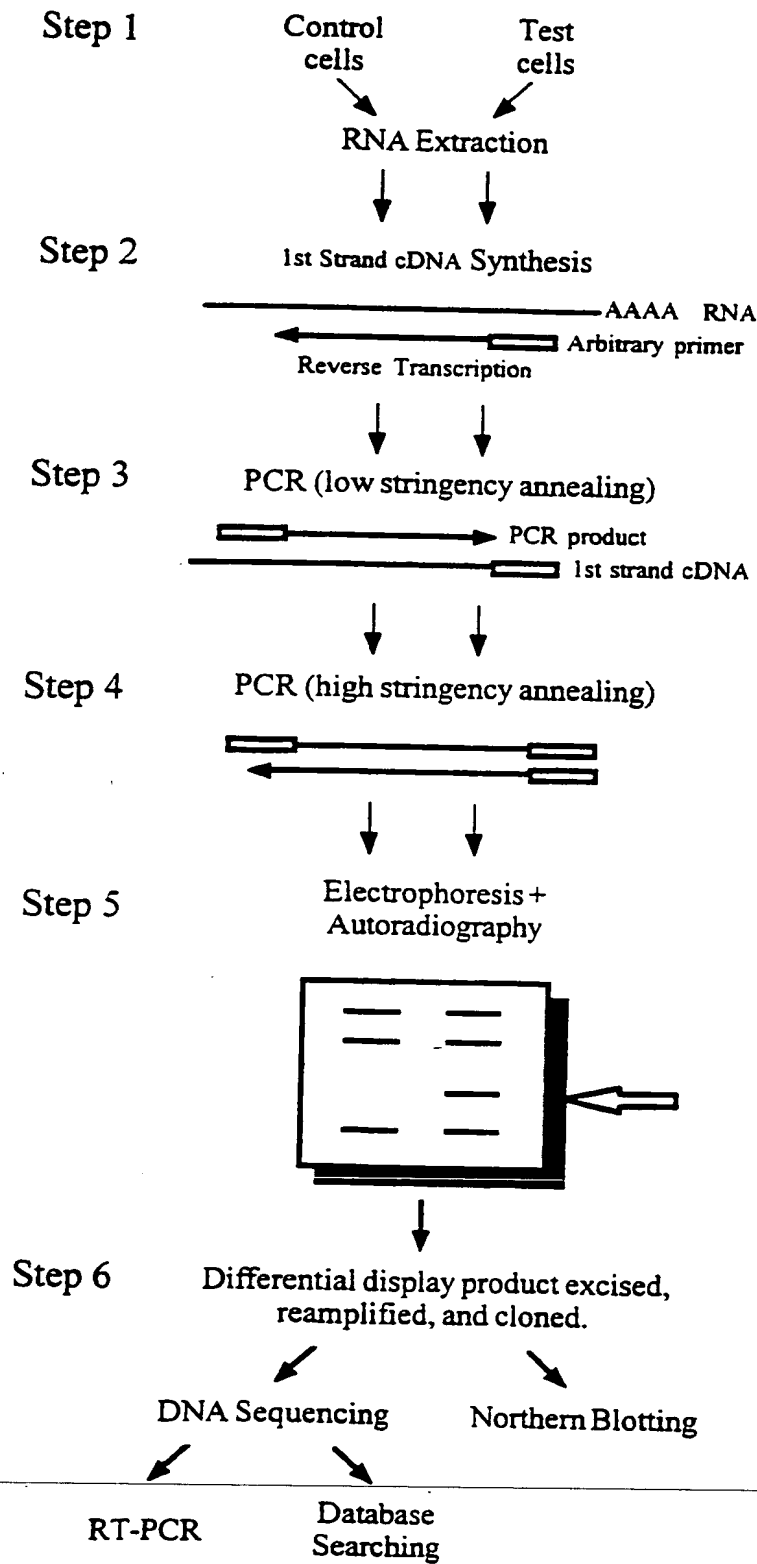 Step 1
Control cells
Test cells
RNA Extraction
Step 2
1st Strand cDNA Synthesis
AAAA RNA
Arbitrary primer
Reverse Transcription
Step 3
PCR (low stringency annealing)
PCR product
1st strand cDNA
Step 4
PCR (high stringency annealing)
Step 5
Electrophoresis +
Autoradiography
Step 6
Differential display product excised,
reamplified, and cloned.
DNA Sequencing
Northern Blotting
RT-PCR
Database
Searching